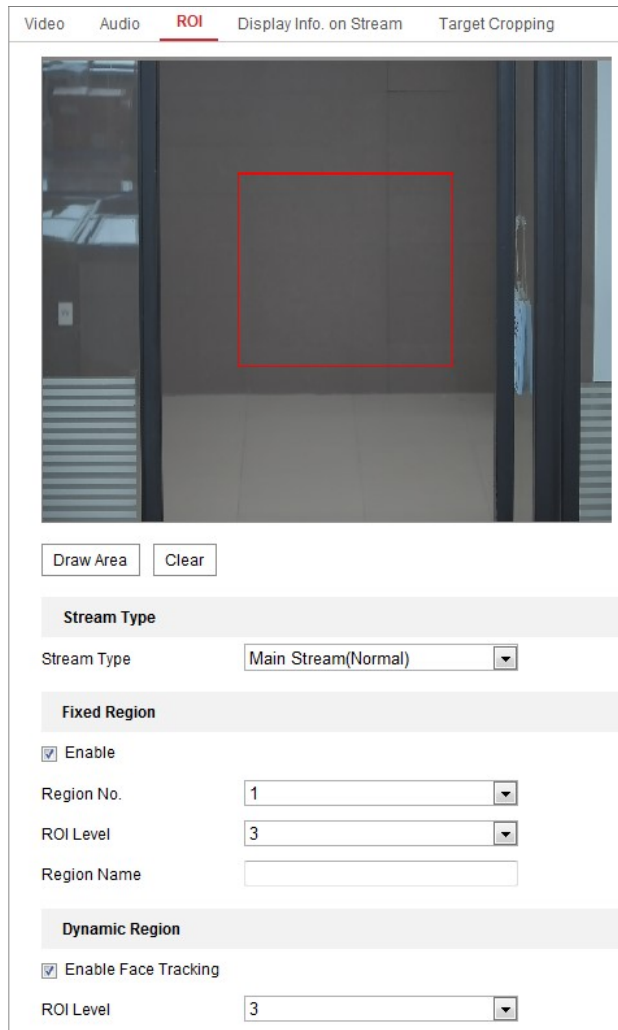 Video Audio ROI Display Info. on Stream Target Cropping
Draw Area Clear
Stream Type
Stream Type Main Stream(Normal)
Fixed Region
Enable
Region No. 1
ROI Level 3
Region Name
Dynamic Region
Enable Face Tracking
ROI Level 3